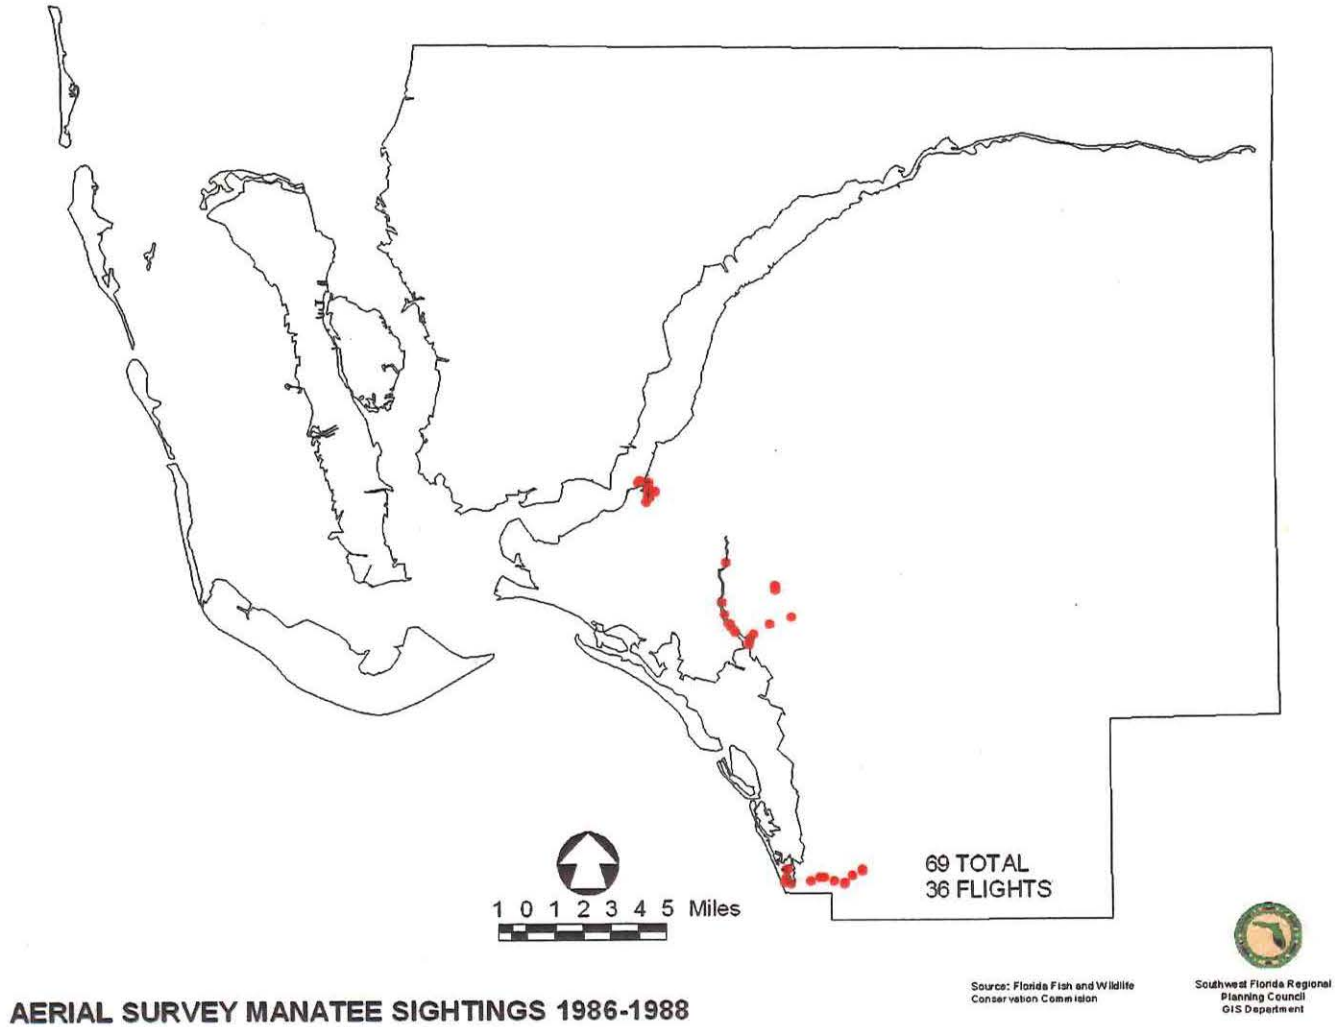 69 TOTAL
36 FLIGHTS
1 0 1 2 3 4 5 Miles
Source: Florida Fish and Wildlife
Conservation Commision
Southwest Florida Regional
Planning Council
GIS Department
AERIAL SURVEY MANATEE SIGHTINGS 1986-1988